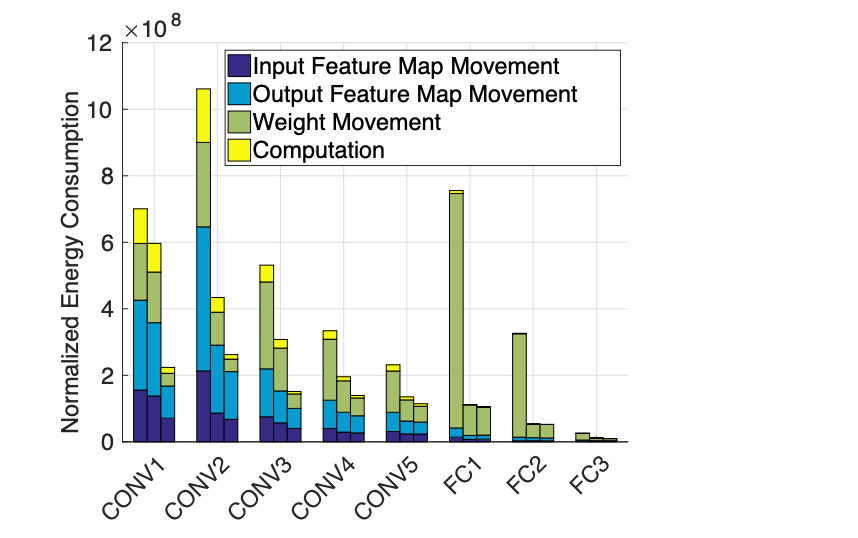 ×10 8
12
10
8
6
4
2
0
Normalized Energy Consumption
Input Feature Map Movement
Output Feature Map Movement
Weight Movement
Computation
CONV1
CONV2
CONV3
CONV4
CONV5
FC1
FC2
FC3